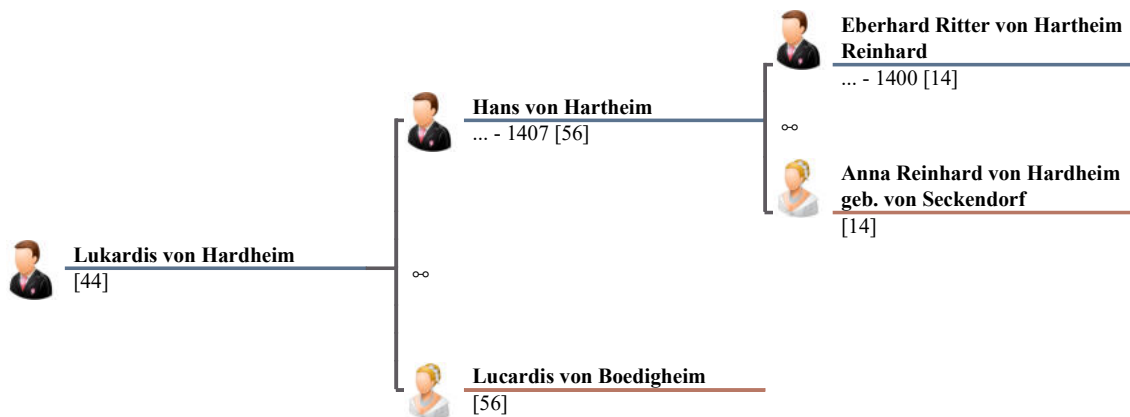 Eberhard Ritter von Hartheim
Reinhard
... - 1400 [14]
Hans von Hartheim
... - 1407 [56]
Anna Reinhard von Hardheim
geb. von Seckendorf
[14]
Lukardis von Hardheim
[44]
Lucardis von Boedigheim
[56]